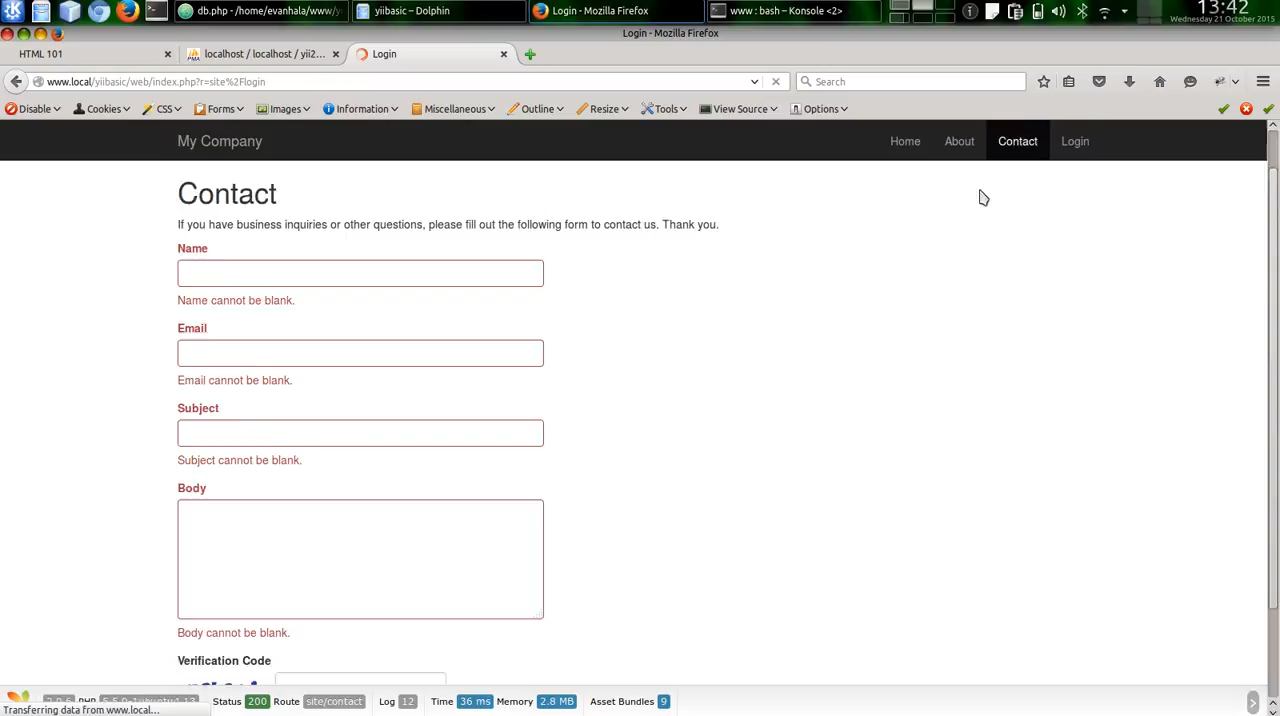 db.php - /home/evanhala/www/y
yiibasic – Dolphin
Login - Mozilla Firefox
www : bash – Konsole <2>
13:42
Wednesday 21 October 2015
Login - Mozilla Firefox
HTML 101
localhost / localhost / yii2...
Login
www.local/yiibasic/web/index.php?r=site%2Flogin
Search
Disable
Cookies
CSS
Forms
Images
Information
Miscellaneous
Outline
Resize
Tools
View Source
Options
My Company
Home
About
Contact
Login
Contact
If you have business inquiries or other questions, please fill out the following form to contact us. Thank you.
Name
Name cannot be blank.
Email
Email cannot be blank.
Subject
Subject cannot be blank.
Body
Body cannot be blank.
Verification Code
PHP
Status 200
Route site/contact
Log 12
Time 36 ms
Memory 2.8 MB
Asset Bundles 9
Transferring data from www.local...